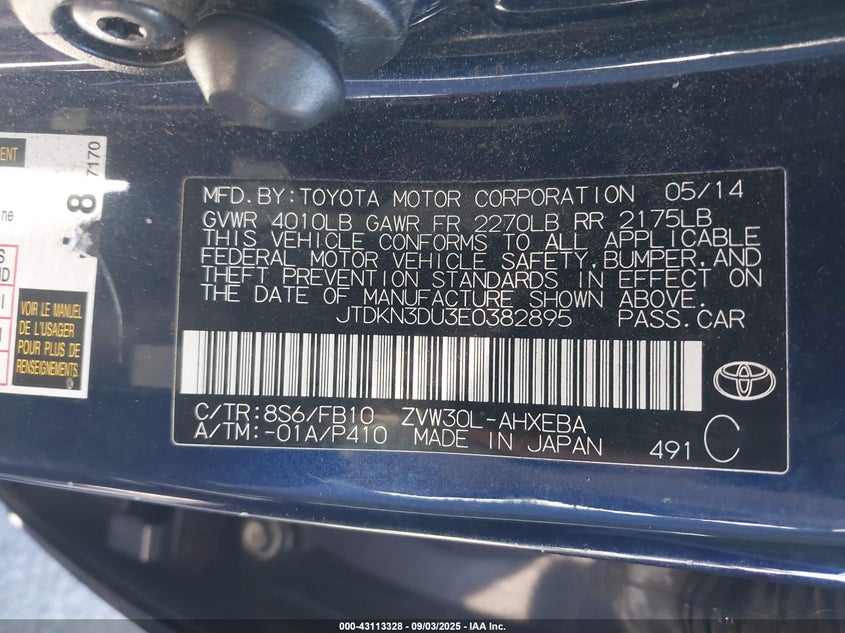 MFD.BY:TOYOTA MOTOR CORPORATION 05/14
GVWR 4010LB GAWR FR 2270LB RR 2175LB
THIS VEHICLE CONFORMS TO ALL APPLICABLE
FEDERAL MOTOR VEHICLE SAFETY,BUMPER,AND
THEFT PREVENTION STANDARDS IN EFFECT ON
THE DATE OF MANUFACTURE SHOWN ABOVE.
JTDKN3DU3E0382895 PASS.CAR
C/TR:8S6/FB10 ZVW30L-AHXEBA
A/TM:-01A/P410 MADE IN JAPAN 491 C
VOIR LE MANUEL
DE L'USAGER
POUR PLUS DE
RENSEIGNEMENTS.
8
7170
000-43113328 - 09/03/2025 - IAA Inc.